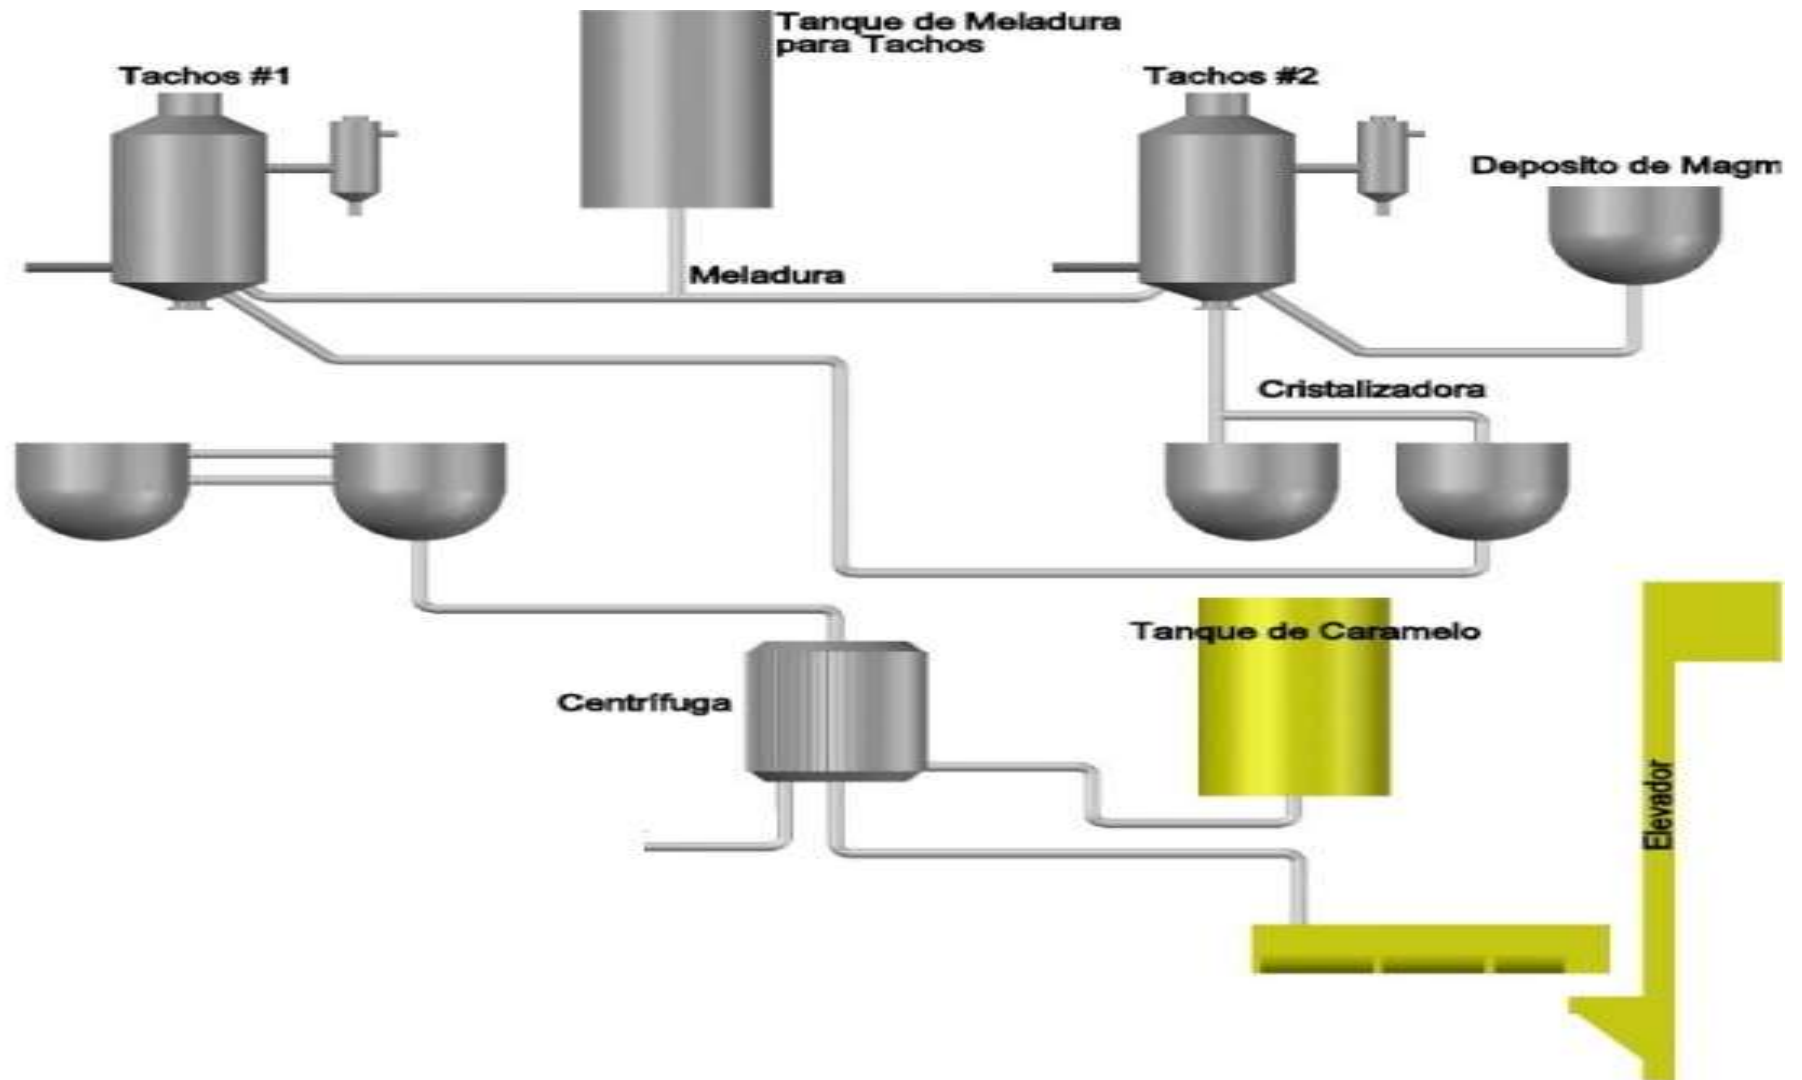 Tanque de Meladura
para Tachos
Tachos #1
Tachos #2
Deposito de Magm
Meladura
Cristalizadora
Tanque de Caramelo
Centrífuga
Elevador